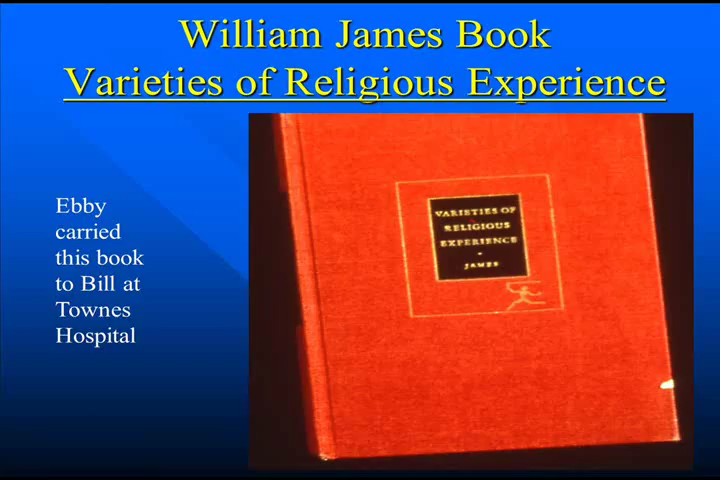 William James Book
Varieties of Religious Experience
Ebby
carried
this book
to Bill at
Townes
Hospital
VARIETIES OF
RELIGIOUS
EXPERIENCE
JAMES